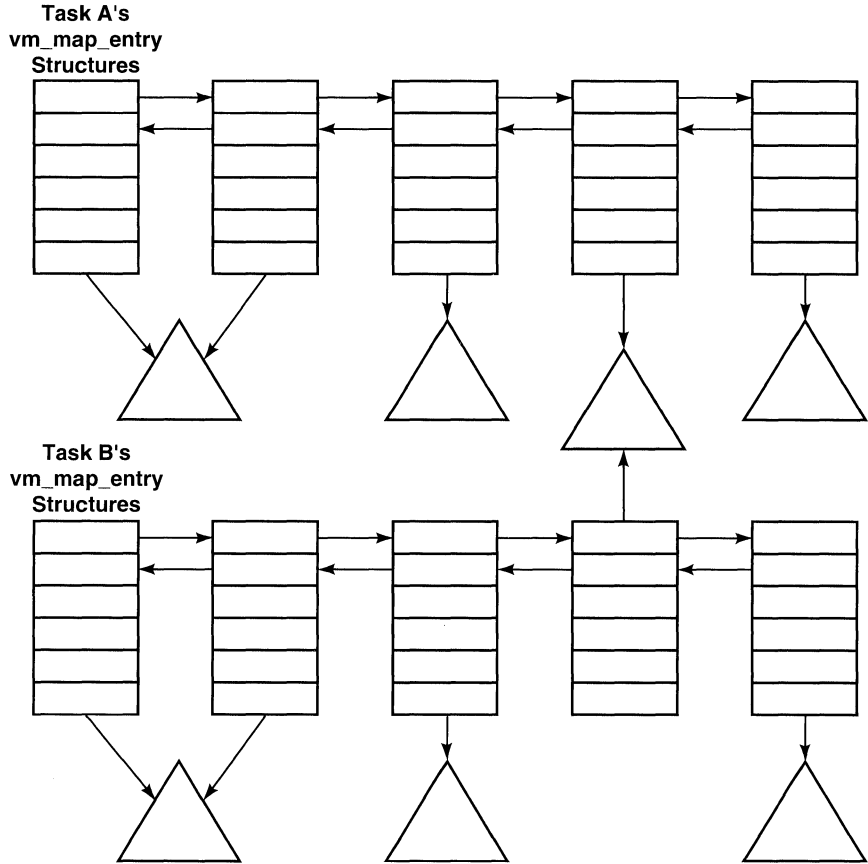 Task A's
vm_map_entry
Structures
Task B's
vm_map_entry
Structures